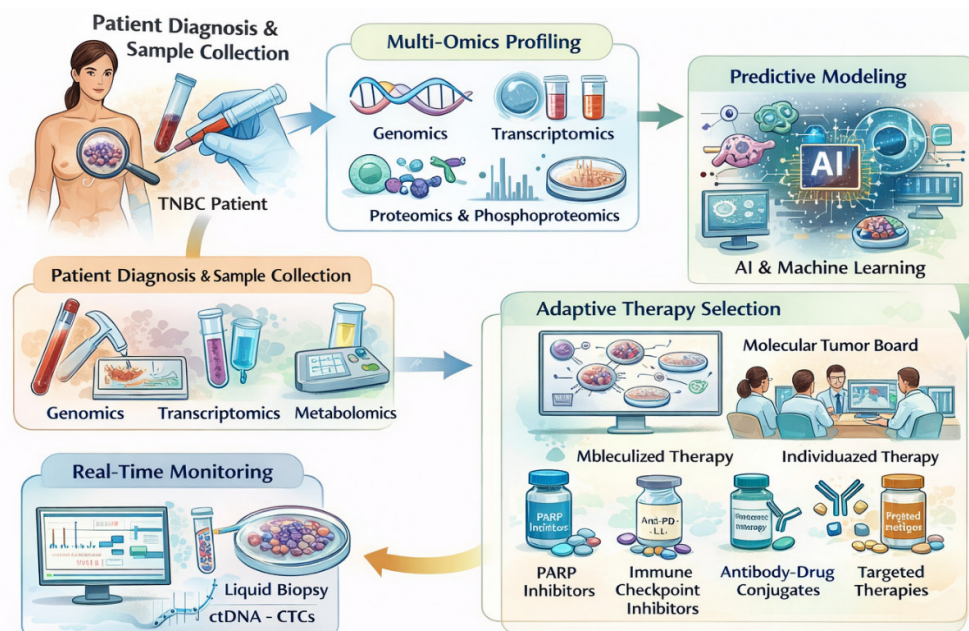 Patient Diagnosis &
Sample Collection
TNBC Patient
Multi-Omics Profiling
Genomics
Transcriptomics
Proteomics & Phosphoproteomics
Predictive Modeling
AI
AI & Machine Learning
Patient Diagnosis & Sample Collection
Genomics
Transcriptomics
Metabolomics
Adaptive Therapy Selection
Molecular Tumor Board
Mbleculized Therapy
Individuazed Therapy
PARP
Anti-PD-
-L1.
PARP
Inhibitors
Immune
Checkpoint
Inhibitors
Antibody-Drug
Conjugates
Targeted
Therapies
Real-Time Monitoring
Liquid Biopsy
ctDNA - CTCs